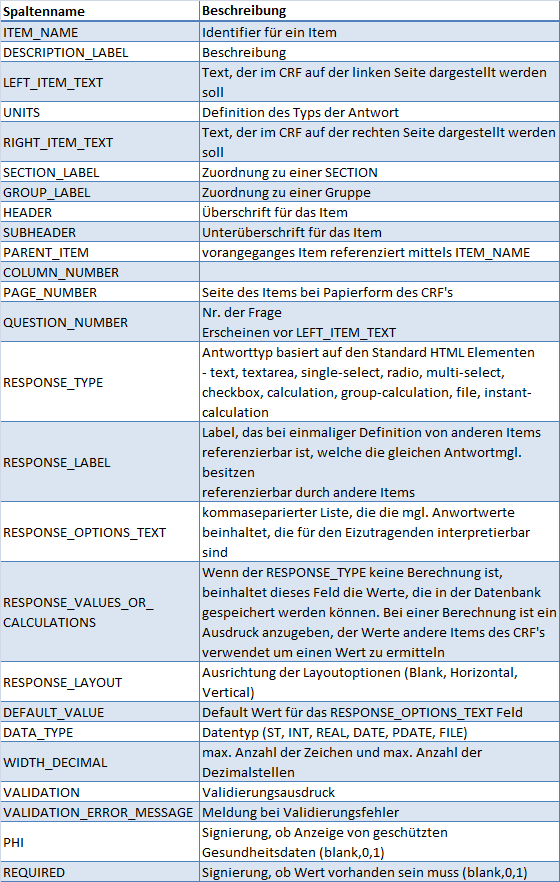 Spaltenname Beschreibung
ITEM_NAME Identifier für ein Item
DESCRIPTION_LABEL Beschreibung
LEFT_ITEM_TEXT Text, der im CRF auf der linken Seite dargestellt werden
soll
UNITS Definition des Typs der Antwort
RIGHT_ITEM_TEXT Text, der im CRF auf der rechten Seite dargestellt werden
soll
SECTION_LABEL Zuordnung zu einer SECTION
GROUP_LABEL Zuordnung zu einer Gruppe
HEADER Überschrift für das Item
SUBHEADER Unterüberschrift für das Item
PARENT_ITEM vorangeganges Item referenziert mittels ITEM_NAME
COLUMN_NUMBER
PAGE_NUMBER Seite des Items bei Papierform des CRF's
QUESTION_NUMBER Nr. der Frage
Erscheinen vor LEFT_ITEM_TEXT
RESPONSE_TYPE Antworttyp basiert auf den Standard HTML Elementen
- text, textarea, single-select, radio, multi-select,
checkbox, calculation, group-calculation, file, instant-
calculation
RESPONSE_LABEL Label, das bei einmaliger Definition von anderen Items
referenzierbar ist, welche die gleichen Antwortmgl.
besitzen
referenzierbar durch andere Items
RESPONSE_OPTIONS_TEXT kommaseparierter Liste, die die mgl. Anwortwerte
beinhaltet, die für den Eizutragenden interpretierbar
sind
RESPONSE_VALUES_OR_
CALCULATIONS Wenn der RESPONSE_TYPE keine Berechnung ist,
beinhaltet dieses Feld die Werte, die in der Datenbank
gespeichert werden können. Bei einer Berechnung ist ein
Ausdruck anzugeben, der Werte andere Items des CRF's
verwendet um einen Wert zu ermitteln
RESPONSE_LAYOUT Ausrichtung der Layoutoptionen (Blank, Horizontal,
Vertical)
DEFAULT_VALUE Default Wert für das RESPONSE_OPTIONS_TEXT Feld
DATA_TYPE Datentyp (ST, INT, REAL, DATE, PDATE, FILE)
WIDTH_DECIMAL max. Anzahl der Zeichen und max. Anzahl der
Dezimalstellen
VALIDATION Validierungsausdruck
VALIDATION_ERROR_MESSAGE Meldung bei Validierungsfehler
PHI Signierung, ob Anzeige von geschützten
Gesundheitsdaten (blank,0,1)
REQUIRED Signierung, ob Wert vorhanden sein muss (blank,0,1)